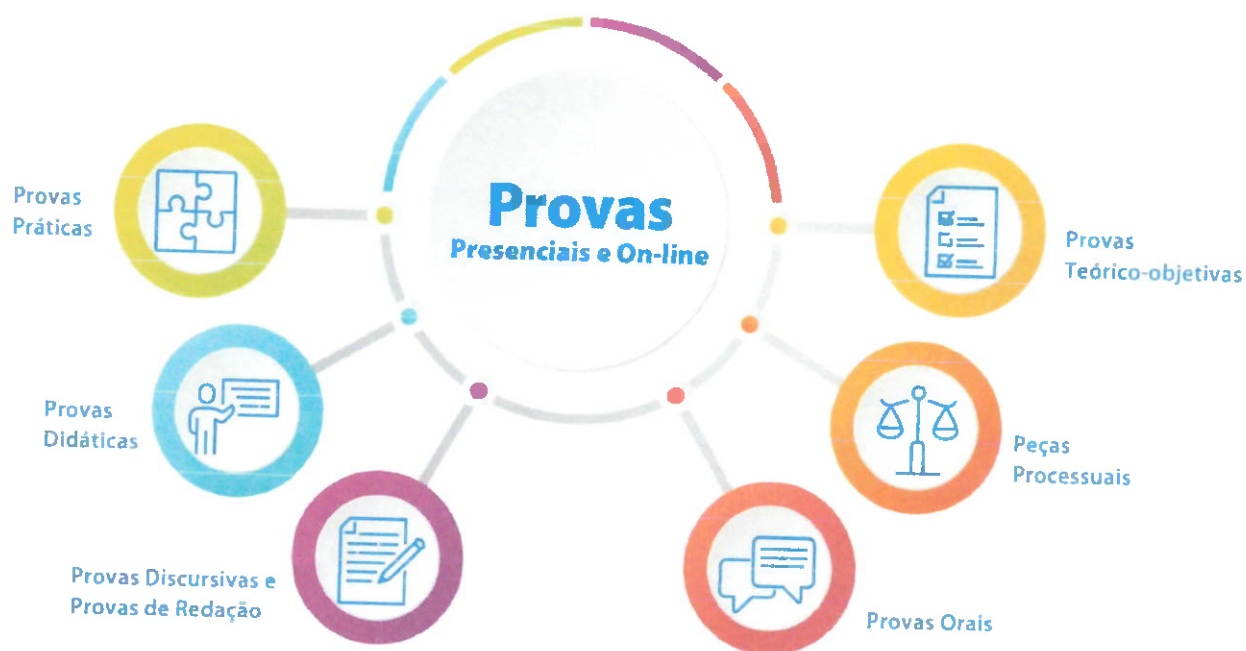 Provas
Presenciais e On-line
Provas
Práticas
Provas
Didáticas
Provas Discursivas e
Provas de Redação
Provas
Teórico-objetivas
Peças
Processuais
Provas Orais